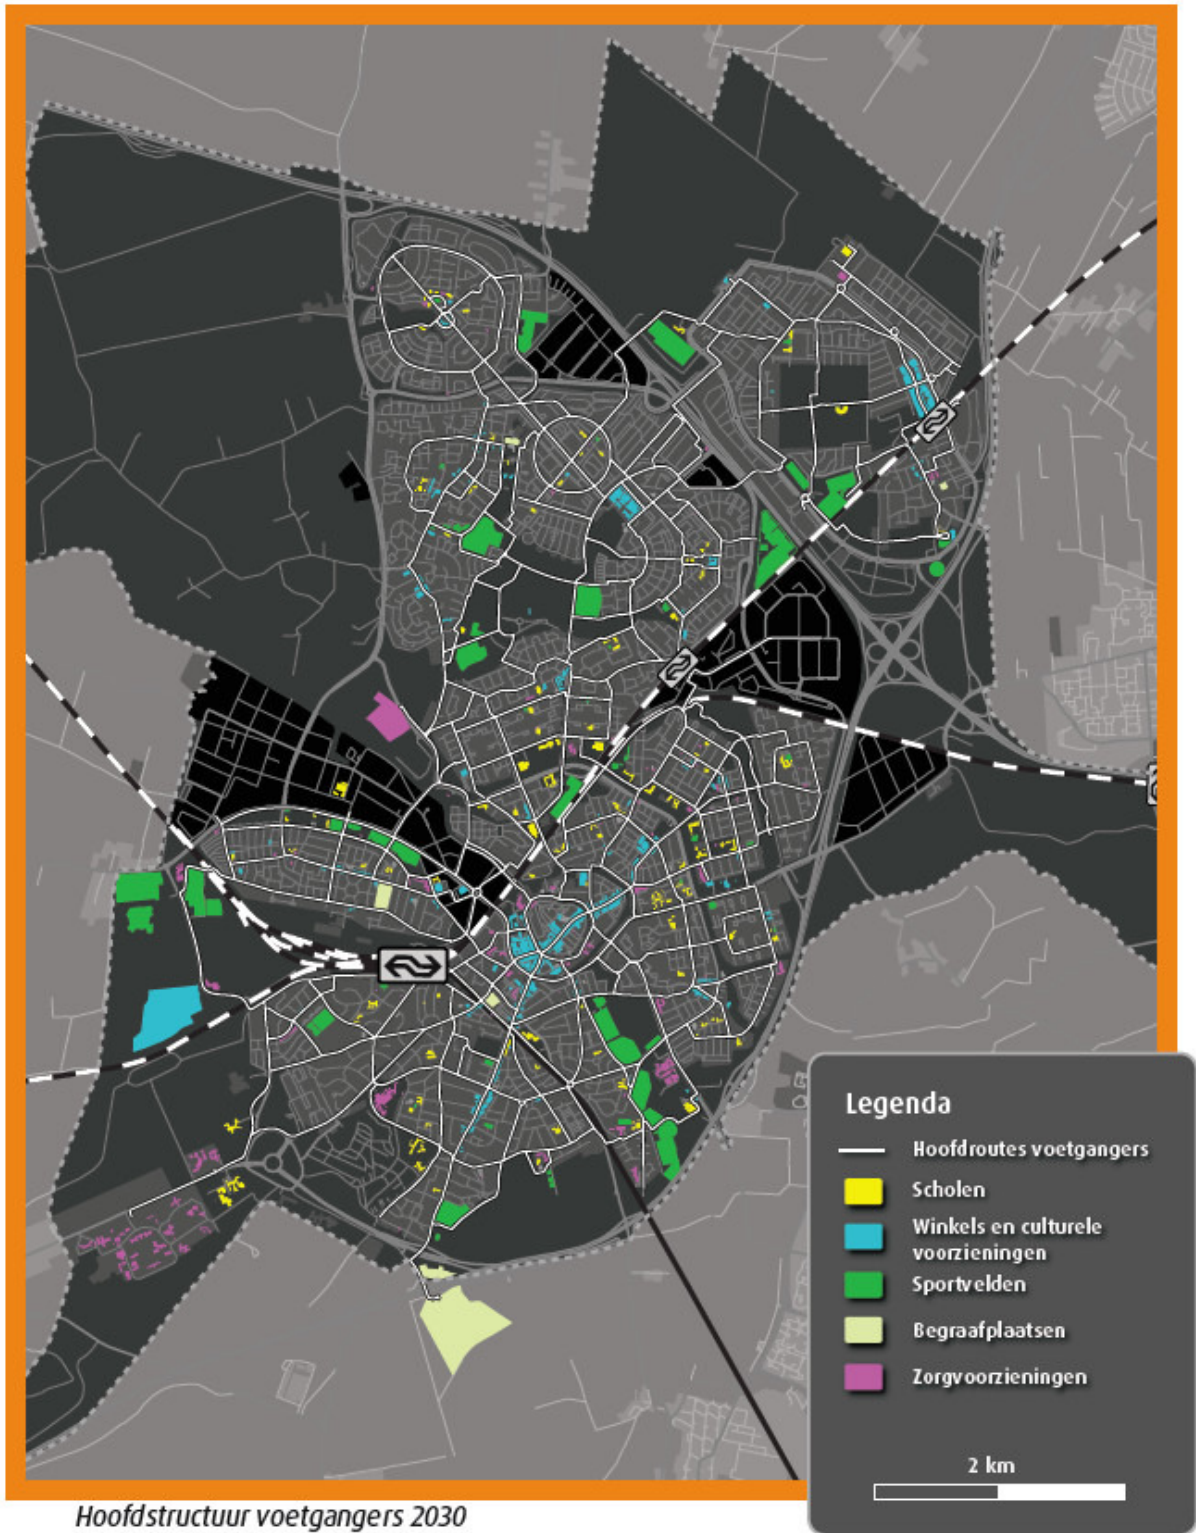 Legenda
Hoofdroutes voetgangers
Scholen
Winkels en culturele
voorzieningen
Sportvelden
Begraafplaatsen
Zorgvoorzieningen
2 km
Hoofdstructuur voetgangers 2030